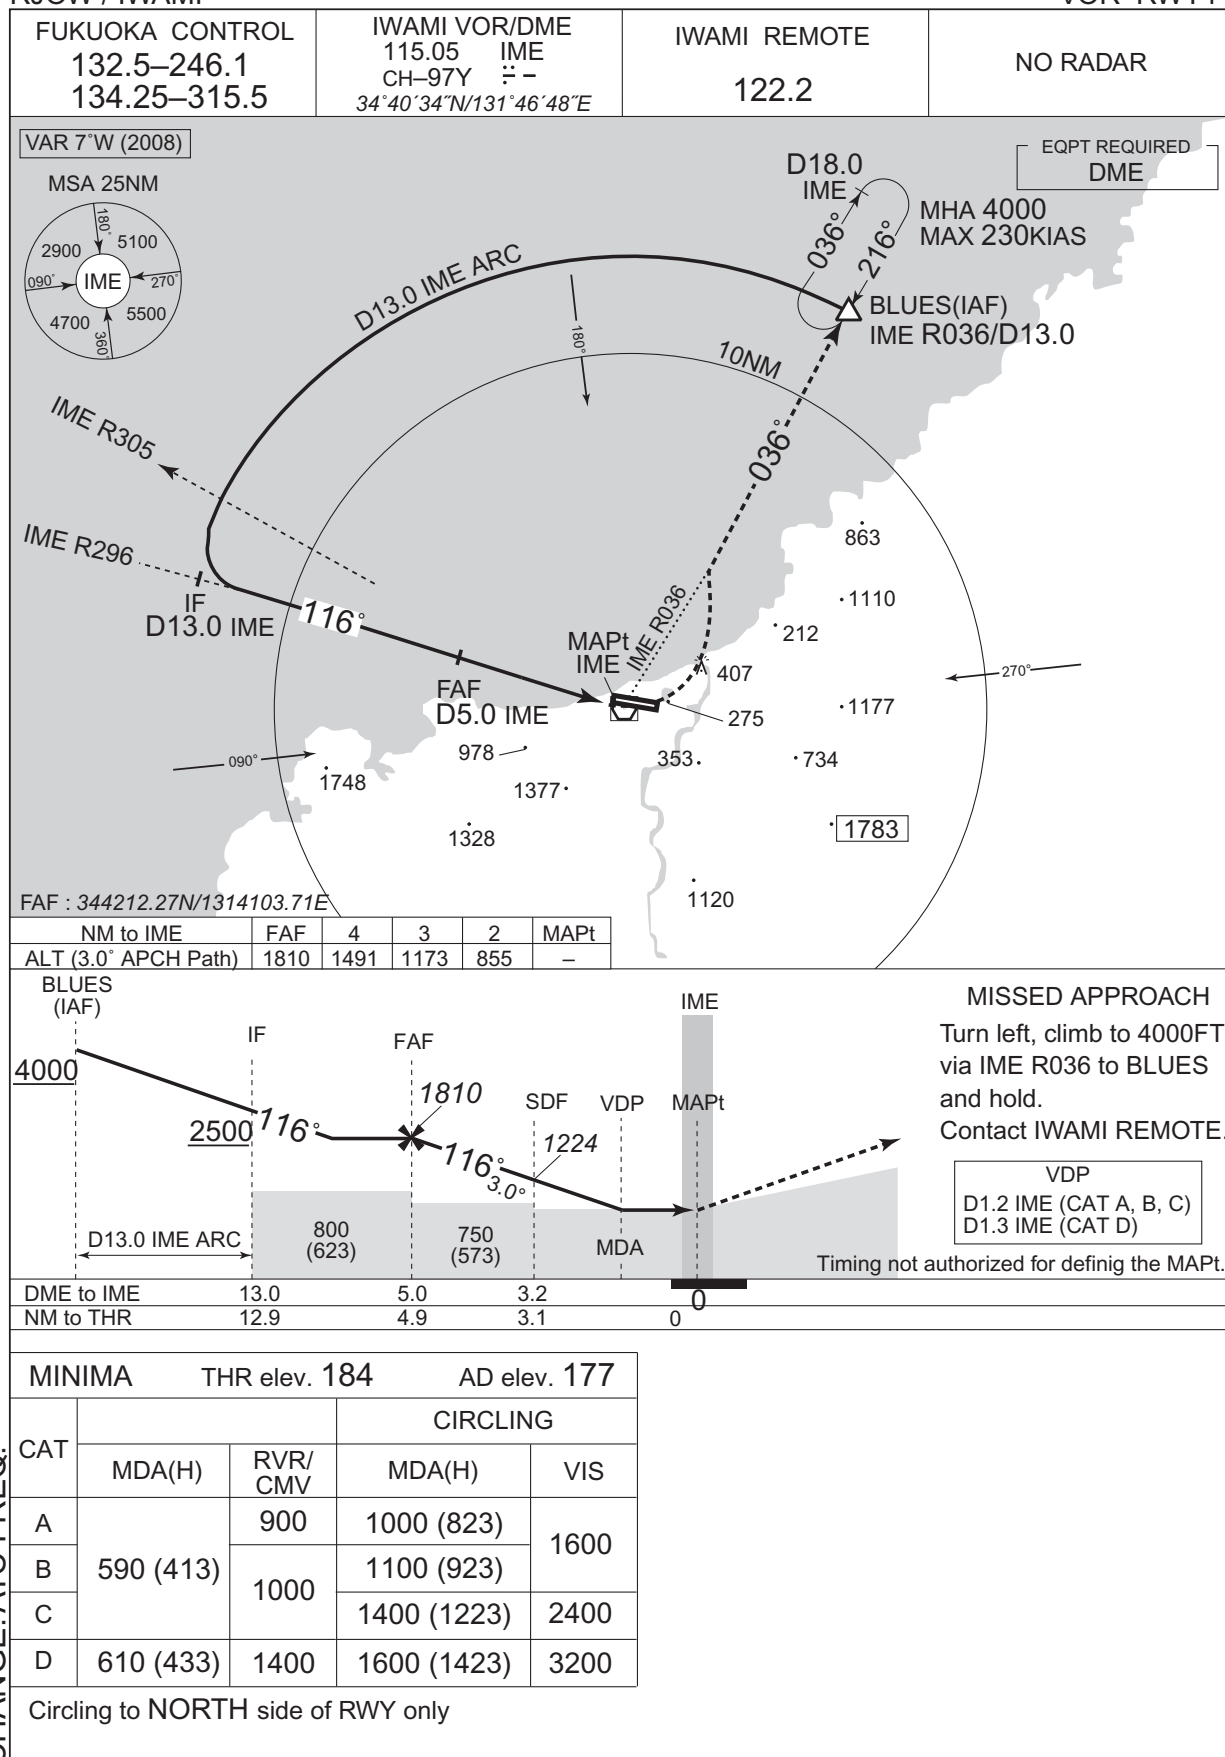 RJOW / IWAMI
FUKUOKA CONTROL
132.5–246.1
134.25–315.5
IWAMI VOR/DME
115.05 IME
CH–97Y
34°40´34˝N/131°46´48˝E
IWAMI REMOTE
122.2
NO RADAR
VAR 7°W (2008)
MSA 25NM
180°
2900
5100
090°
IME
270°
4700
5500
360°
EQPT REQUIRED
DME
D18.0
IME
036°
216°
MHA 4000
MAX 230KIAS
D13.0 IME ARC
BLUES(IAF)
IME R036/D13.0
180°
10NM
036°
IME R305
IME R296
IF
D13.0 IME
116°
FAF
D5.0 IME
MAPt
IME
IME R036
863
1110
212
407
270°
275
1177
978
353
734
090°
1748
1377
1328
1783
1120
FAF : 344212.27N/1314103.71E
NM to IME FAF 4 3 2 MAPt
ALT (3.0° APCH Path) 1810 1491 1173 855 –
BLUES
(IAF)
IF
FAF
IME
4000
2500
116°
1810
116°
3.0°
SDF
1224
VDP
MAPt
MISSED APPROACH
Turn left, climb to 4000FT
via IME R036 to BLUES
and hold.
Contact IWAMI REMOTE.
VDP
D1.2 IME (CAT A, B, C)
D1.3 IME (CAT D)
D13.0 IME ARC
800
(623)
750
(573)
MDA
Timing not authorized for definig the MAPt.
DME to IME 13.0 5.0 3.2 0
NM to THR 12.9 4.9 3.1 0
MINIMA THR elev. 184 AD elev. 177
CAT
CIRCLING
MDA(H) RVR/CMV MDA(H) VIS
A 590 (413) 900 1000 (823) 1600
B 1000 1100 (923)
C 1400 (1223) 2400
D 610 (433) 1400 1600 (1423) 3200
Circling to NORTH side of RWY only